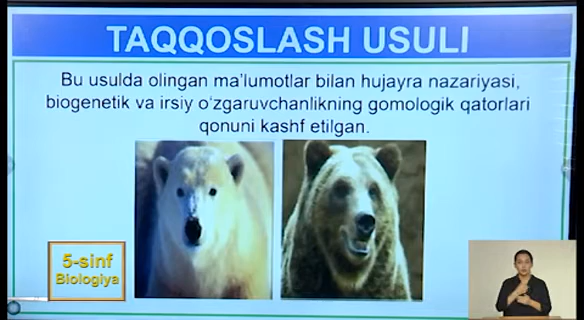 TAQQOSLASH USULI
Bu usulda olingan ma’lumotlar bilan hujayra nazariyasi,
biogenetik va irsiy o‘zgaruvchanlikning gomologik qatorlari
qonuni kashf etilgan.
5-sinf
Biologiya